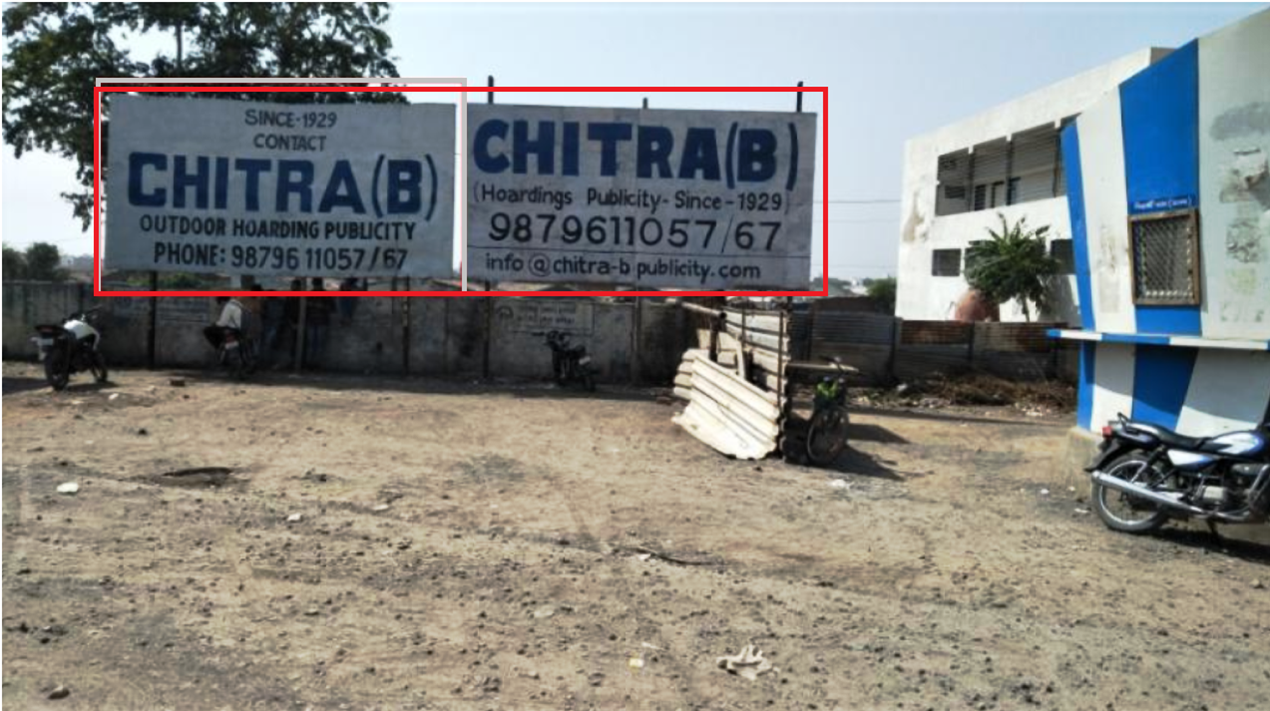 SINCE-1929
CONTACT
CHITRA(B)
OUTDOOR HOARDING PUBLICITY
PHONE: 98796 11057/67
CHITRA(B)
(Hoardings Publicity-Since-1929)
9879611057/67
info@chitra-b publicity.com